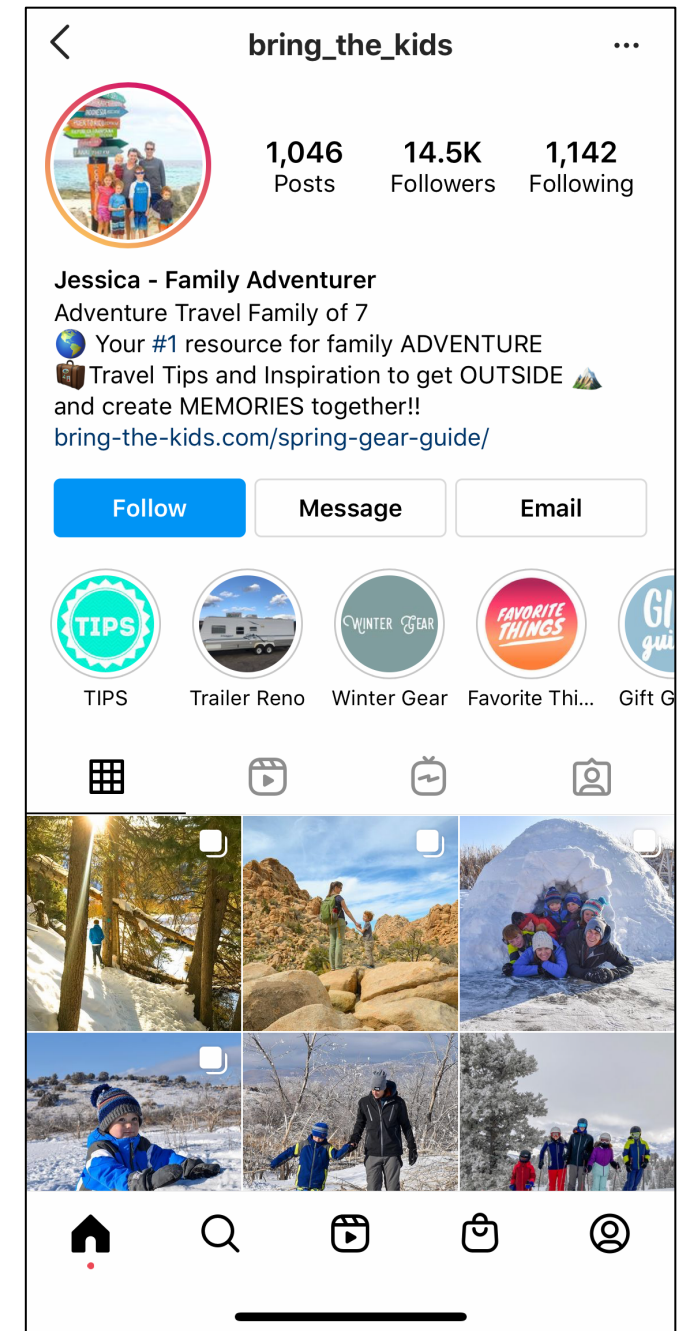 bring_the_kids
1,046
Posts
14.5K
Followers
1,142
Following
Jessica - Family Adventurer
Adventure Travel Family of 7
🌎 Your #1 resource for family ADVENTURE
🧳Travel Tips and Inspiration to get OUTSIDE ⛰️
and create MEMORIES together!!
bring-the-kids.com/spring-gear-guide/
Follow
Message
Email
TIPS
WINTER GEAR
FAVORITE
THINGS
TIPS
Trailer Reno
Winter Gear
Favorite Thi...
Gift G